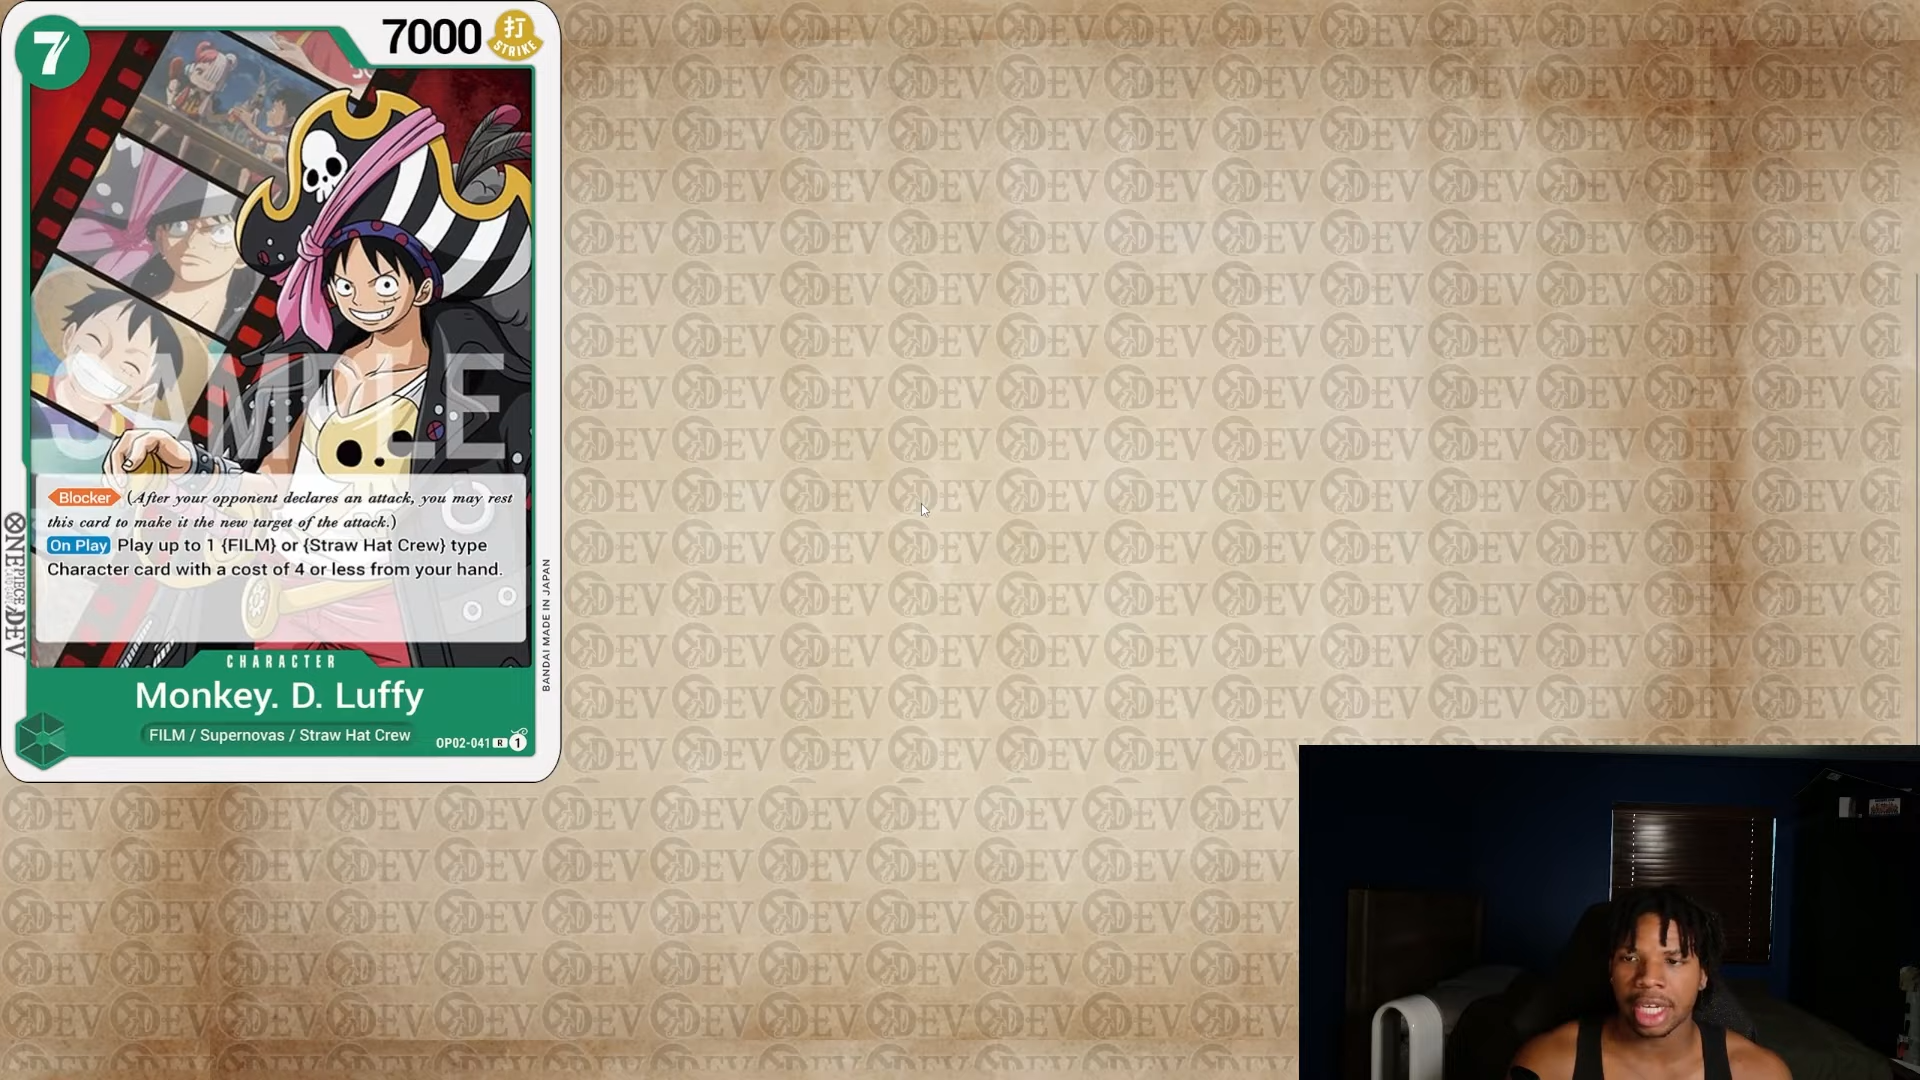 7
7000
打
STRIKE
SAMPLE
Blocker (After your opponent declares an attack, you may rest
this card to make it the new target of the attack.)
On Play Play up to 1 {FILM} or {Straw Hat Crew} type
Character card with a cost of 4 or less from your hand.
CHARACTER
Monkey. D. Luffy
FILM / Supernovas / Straw Hat Crew
OP02-041 R 1
BANDAI MADE IN JAPAN
ONE PIECE DEV